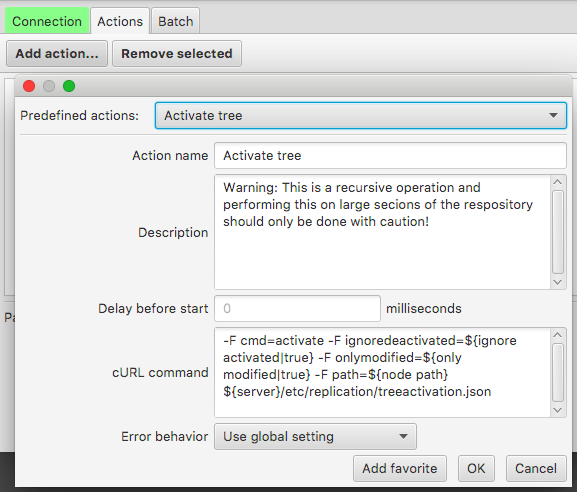 Connection Actions Batch
Add action... Remove selected
Predefined actions: Activate tree
Action name Activate tree
Description
Warning: This is a recursive operation and
performing this on large secions of the respository
should only be done with caution!
Delay before start 0 milliseconds
cURL command
-F cmd=activate -F ignoredeactivated=${ignore
activated|true} -F onlymodified=${only
modified|true} -F path=${node path}
${server}/etc/replication/treeactivation.json
Error behavior Use global setting
Add favorite OK Cancel